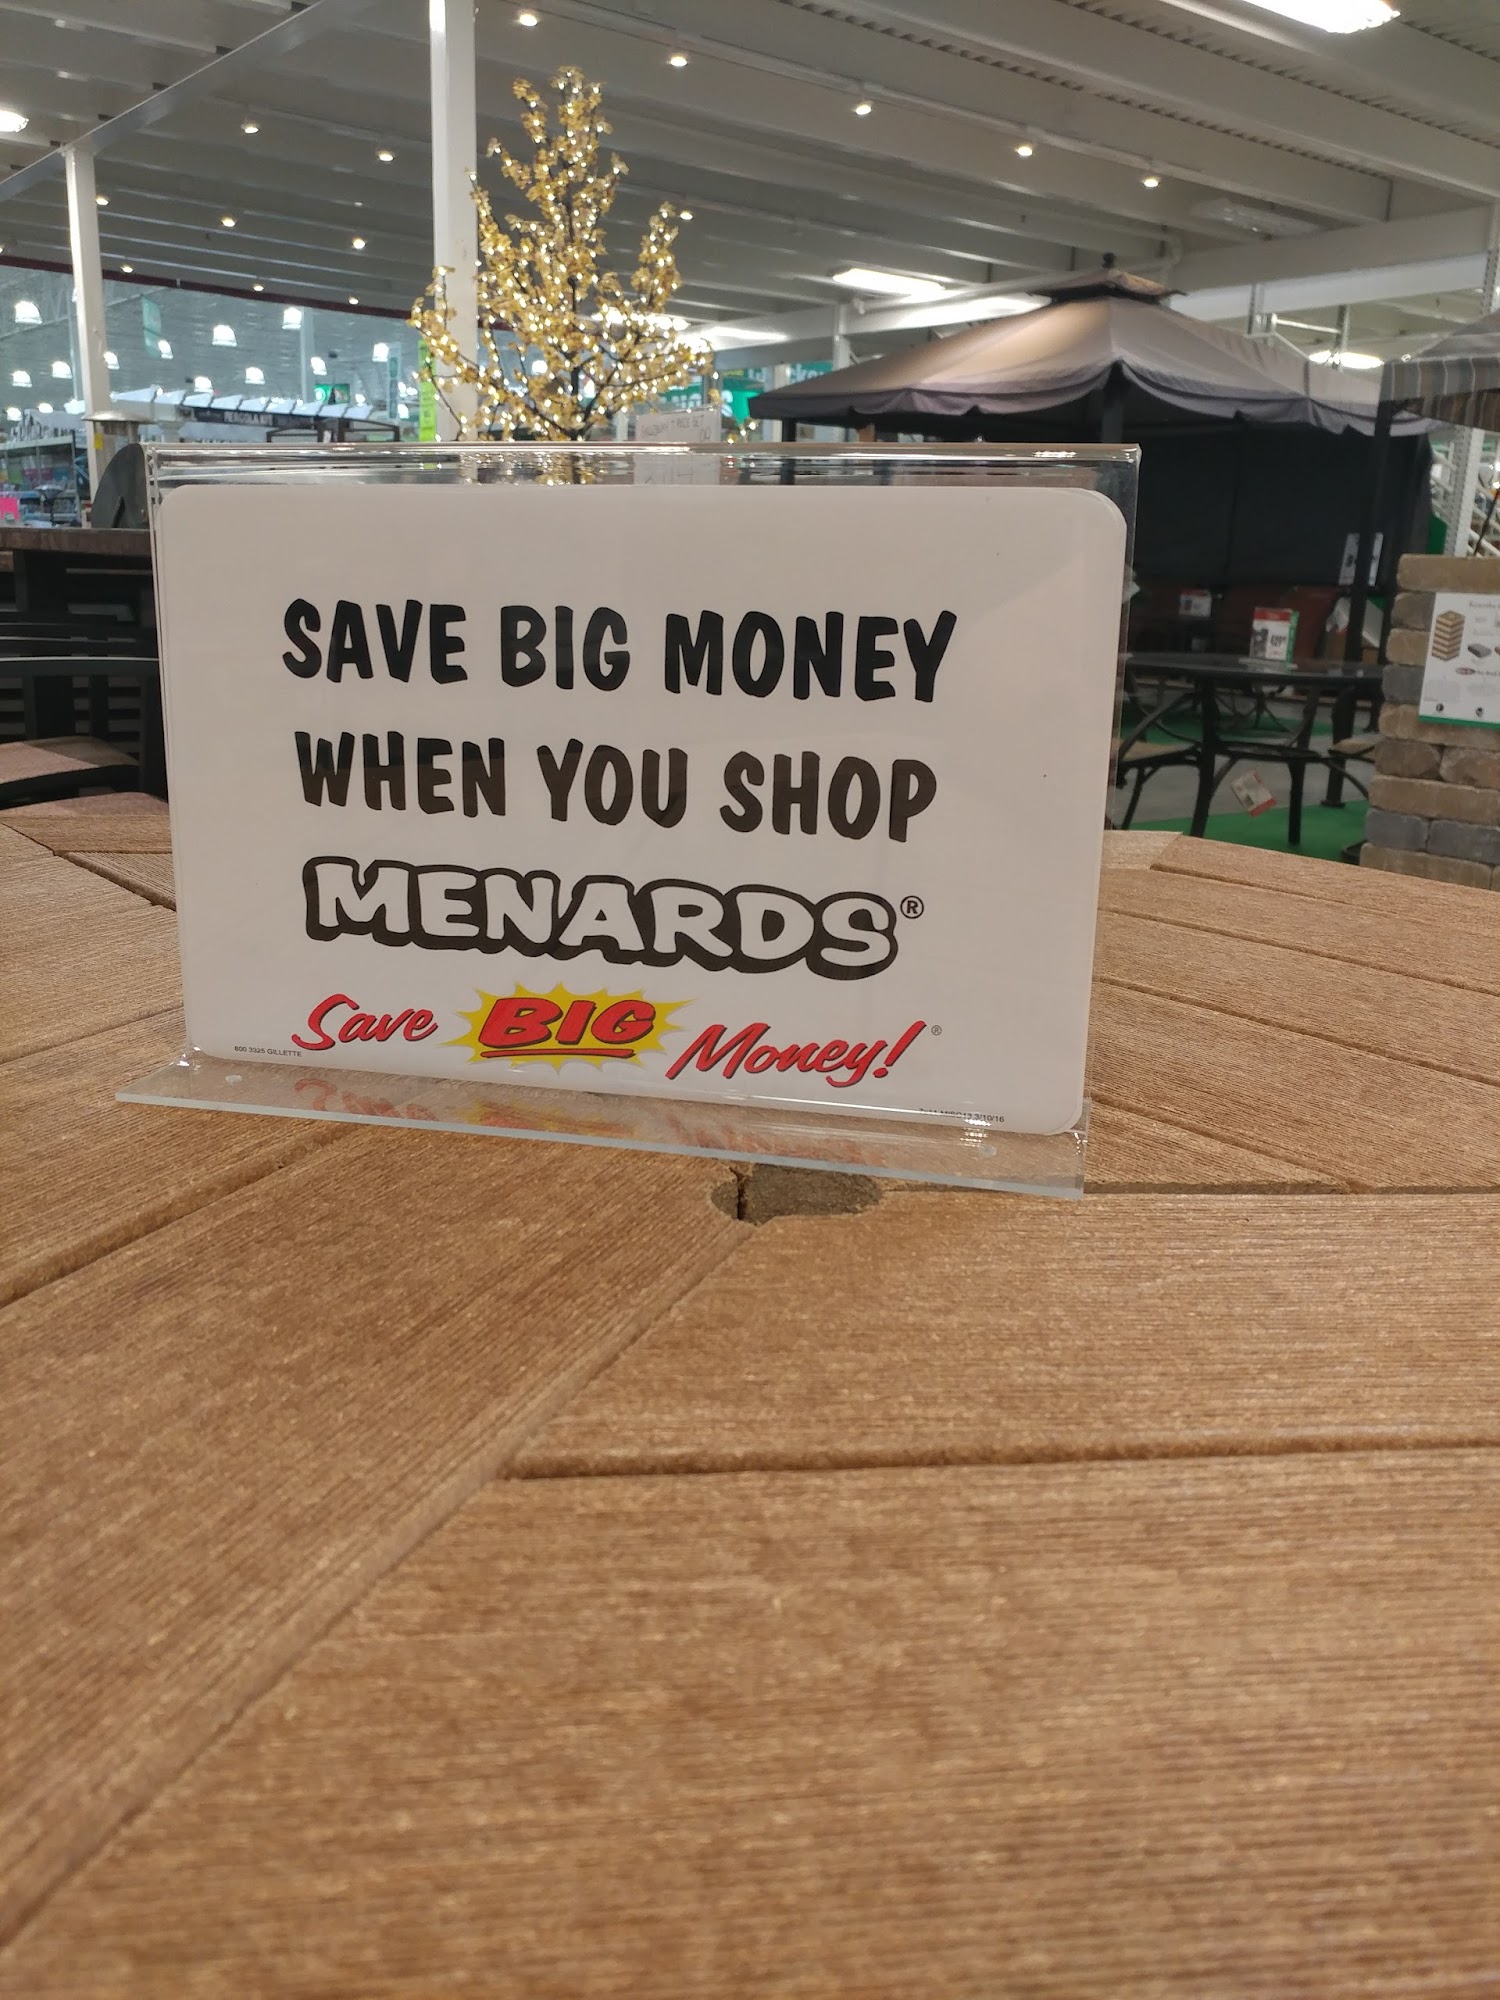 SAVE BIG MONEY
WHEN YOU SHOP
MENARDS®
Save BIG Money!®
800 3325 GILLETTE